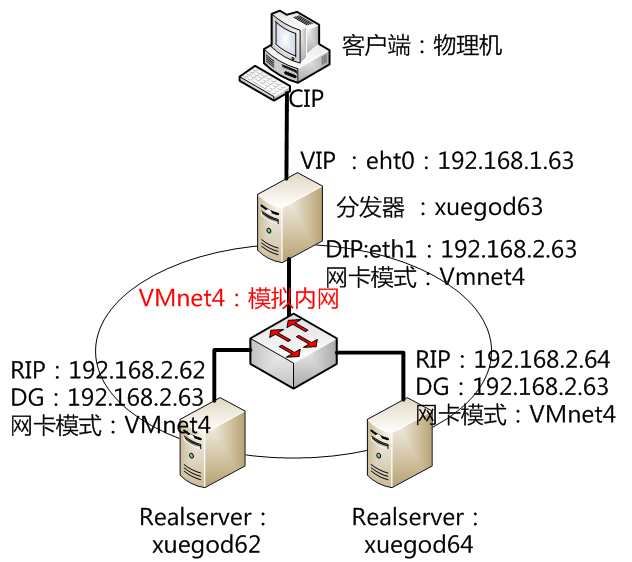 客户端：物理机
CIP
VIP ：eht0：192.168.1.63
分发器 ：xuegod63
DIP:eth1：192.168.2.63
网卡模式：Vmnet4
VMnet4：模拟内网
RIP：192.168.2.62
DG：192.168.2.63
网卡模式：VMnet4
RIP：192.168.2.64
DG：192.168.2.63
网卡模式：VMnet4
Realserver：
xuegod62
Realserver：
xuegod64